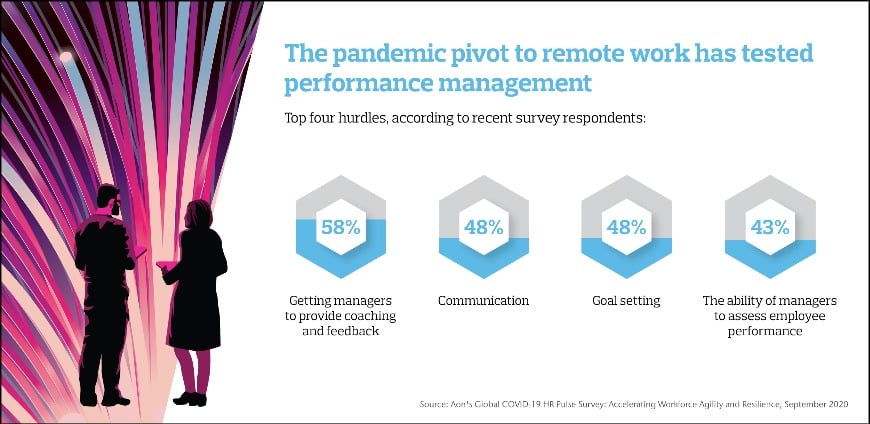 The pandemic pivot to remote work has tested
performance management
Top four hurdles, according to recent survey respondents:
58%
48%
48%
43%
Getting managers
to provide coaching
and feedback
Communication
Goal setting
The ability of managers
to assess employee
performance
Source: Aon's Global COVID-19 HR Pulse Survey: Accelerating Workforce Agility and Resilience, September 2020